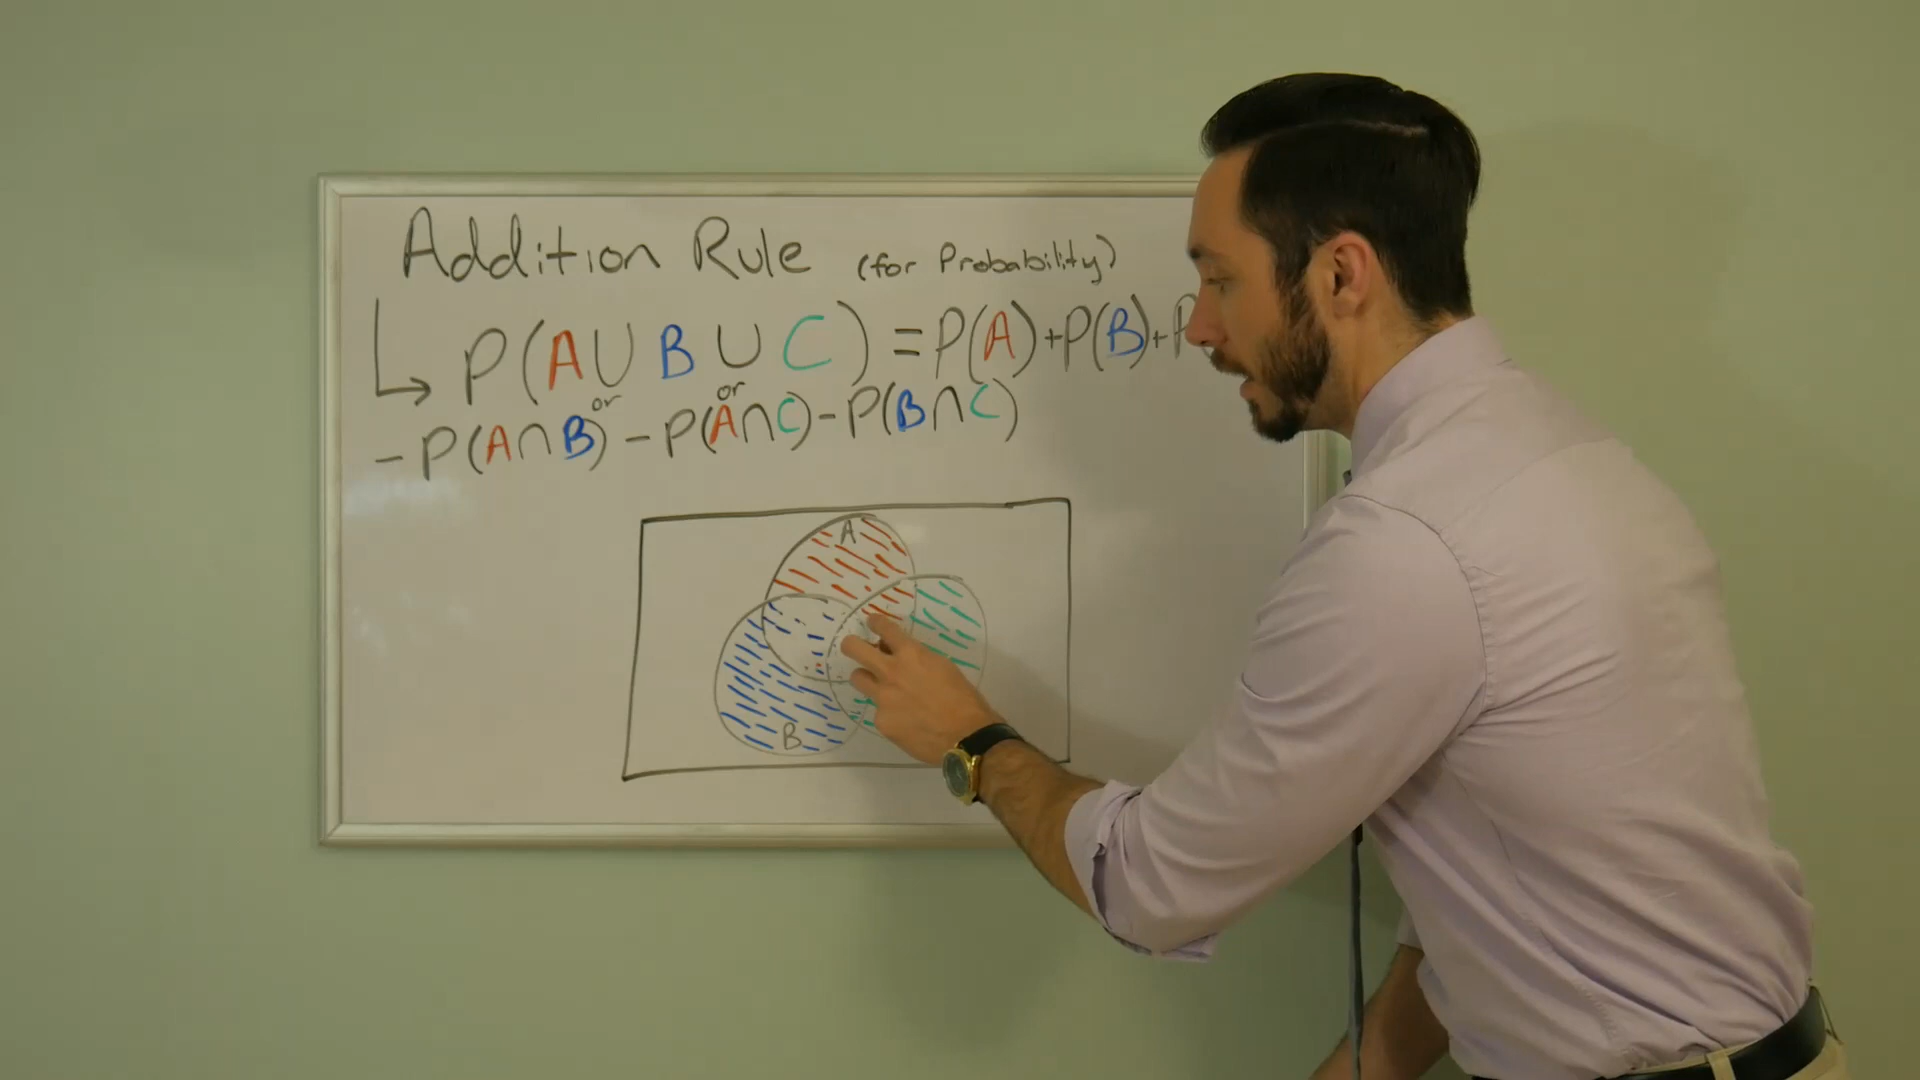 Addition Rule (for Probability)
P(A∪B∪C) = P(A)+P(B)+P
or or
-P(A∩B) - P(A∩C) - P(B∩C)
A
B